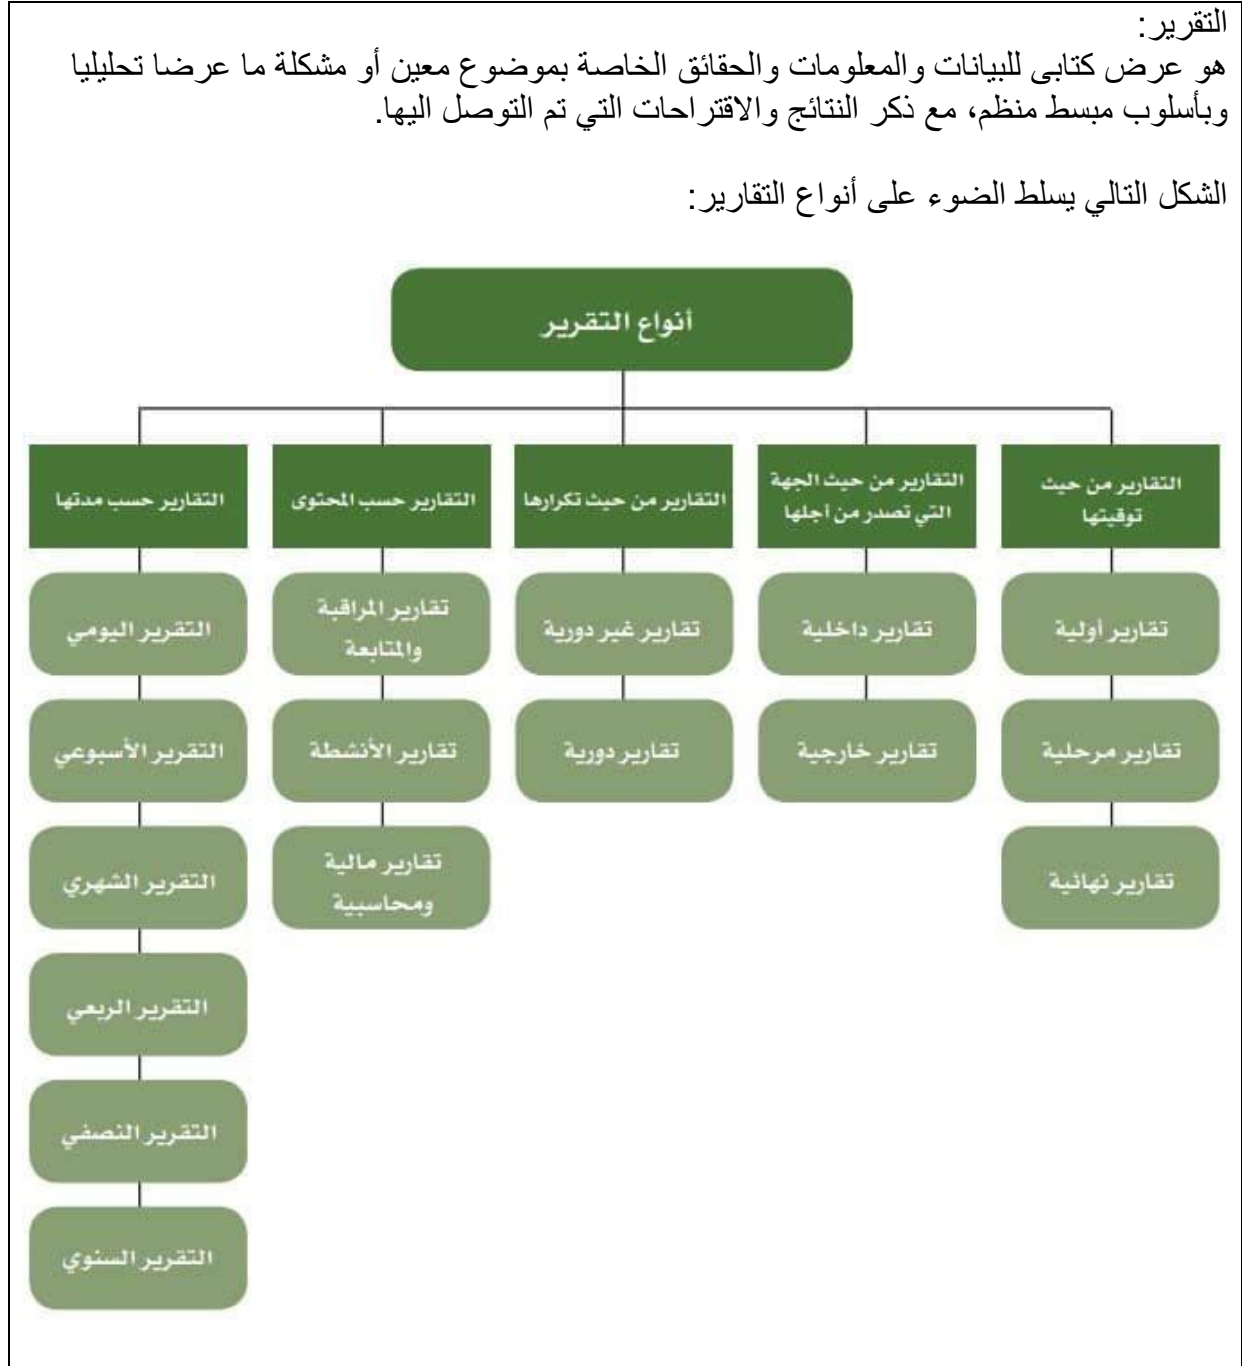 التقرير:
هو عرض كتابى للبيانات والمعلومات والحقائق الخاصة بموضوع معين أو مشكلة ما عرضا تحليليا
وبأسلوب مبسط منظم، مع ذكر النتائج والاقتراحات التي تم التوصل اليها.
الشكل التالي يسلط الضوء على أنواع التقارير:
أنواع التقرير
التقارير من حيث
توقيتها
تقارير أولية
تقارير مرحلية
تقارير نهائية
التقارير من حيث الجهة
التي تصدر من أجلها
تقارير داخلية
تقارير خارجية
التقارير من حيث تكرارها
تقارير غير دورية
تقارير دورية
التقارير حسب المحتوى
تقارير المراقبة
والمتابعة
تقارير الأنشطة
تقارير مالية
ومحاسبية
التقارير حسب مدتها
التقرير اليومي
التقرير الأسبوعي
التقرير الشهري
التقرير الربعي
التقرير النصفي
التقرير السنوي